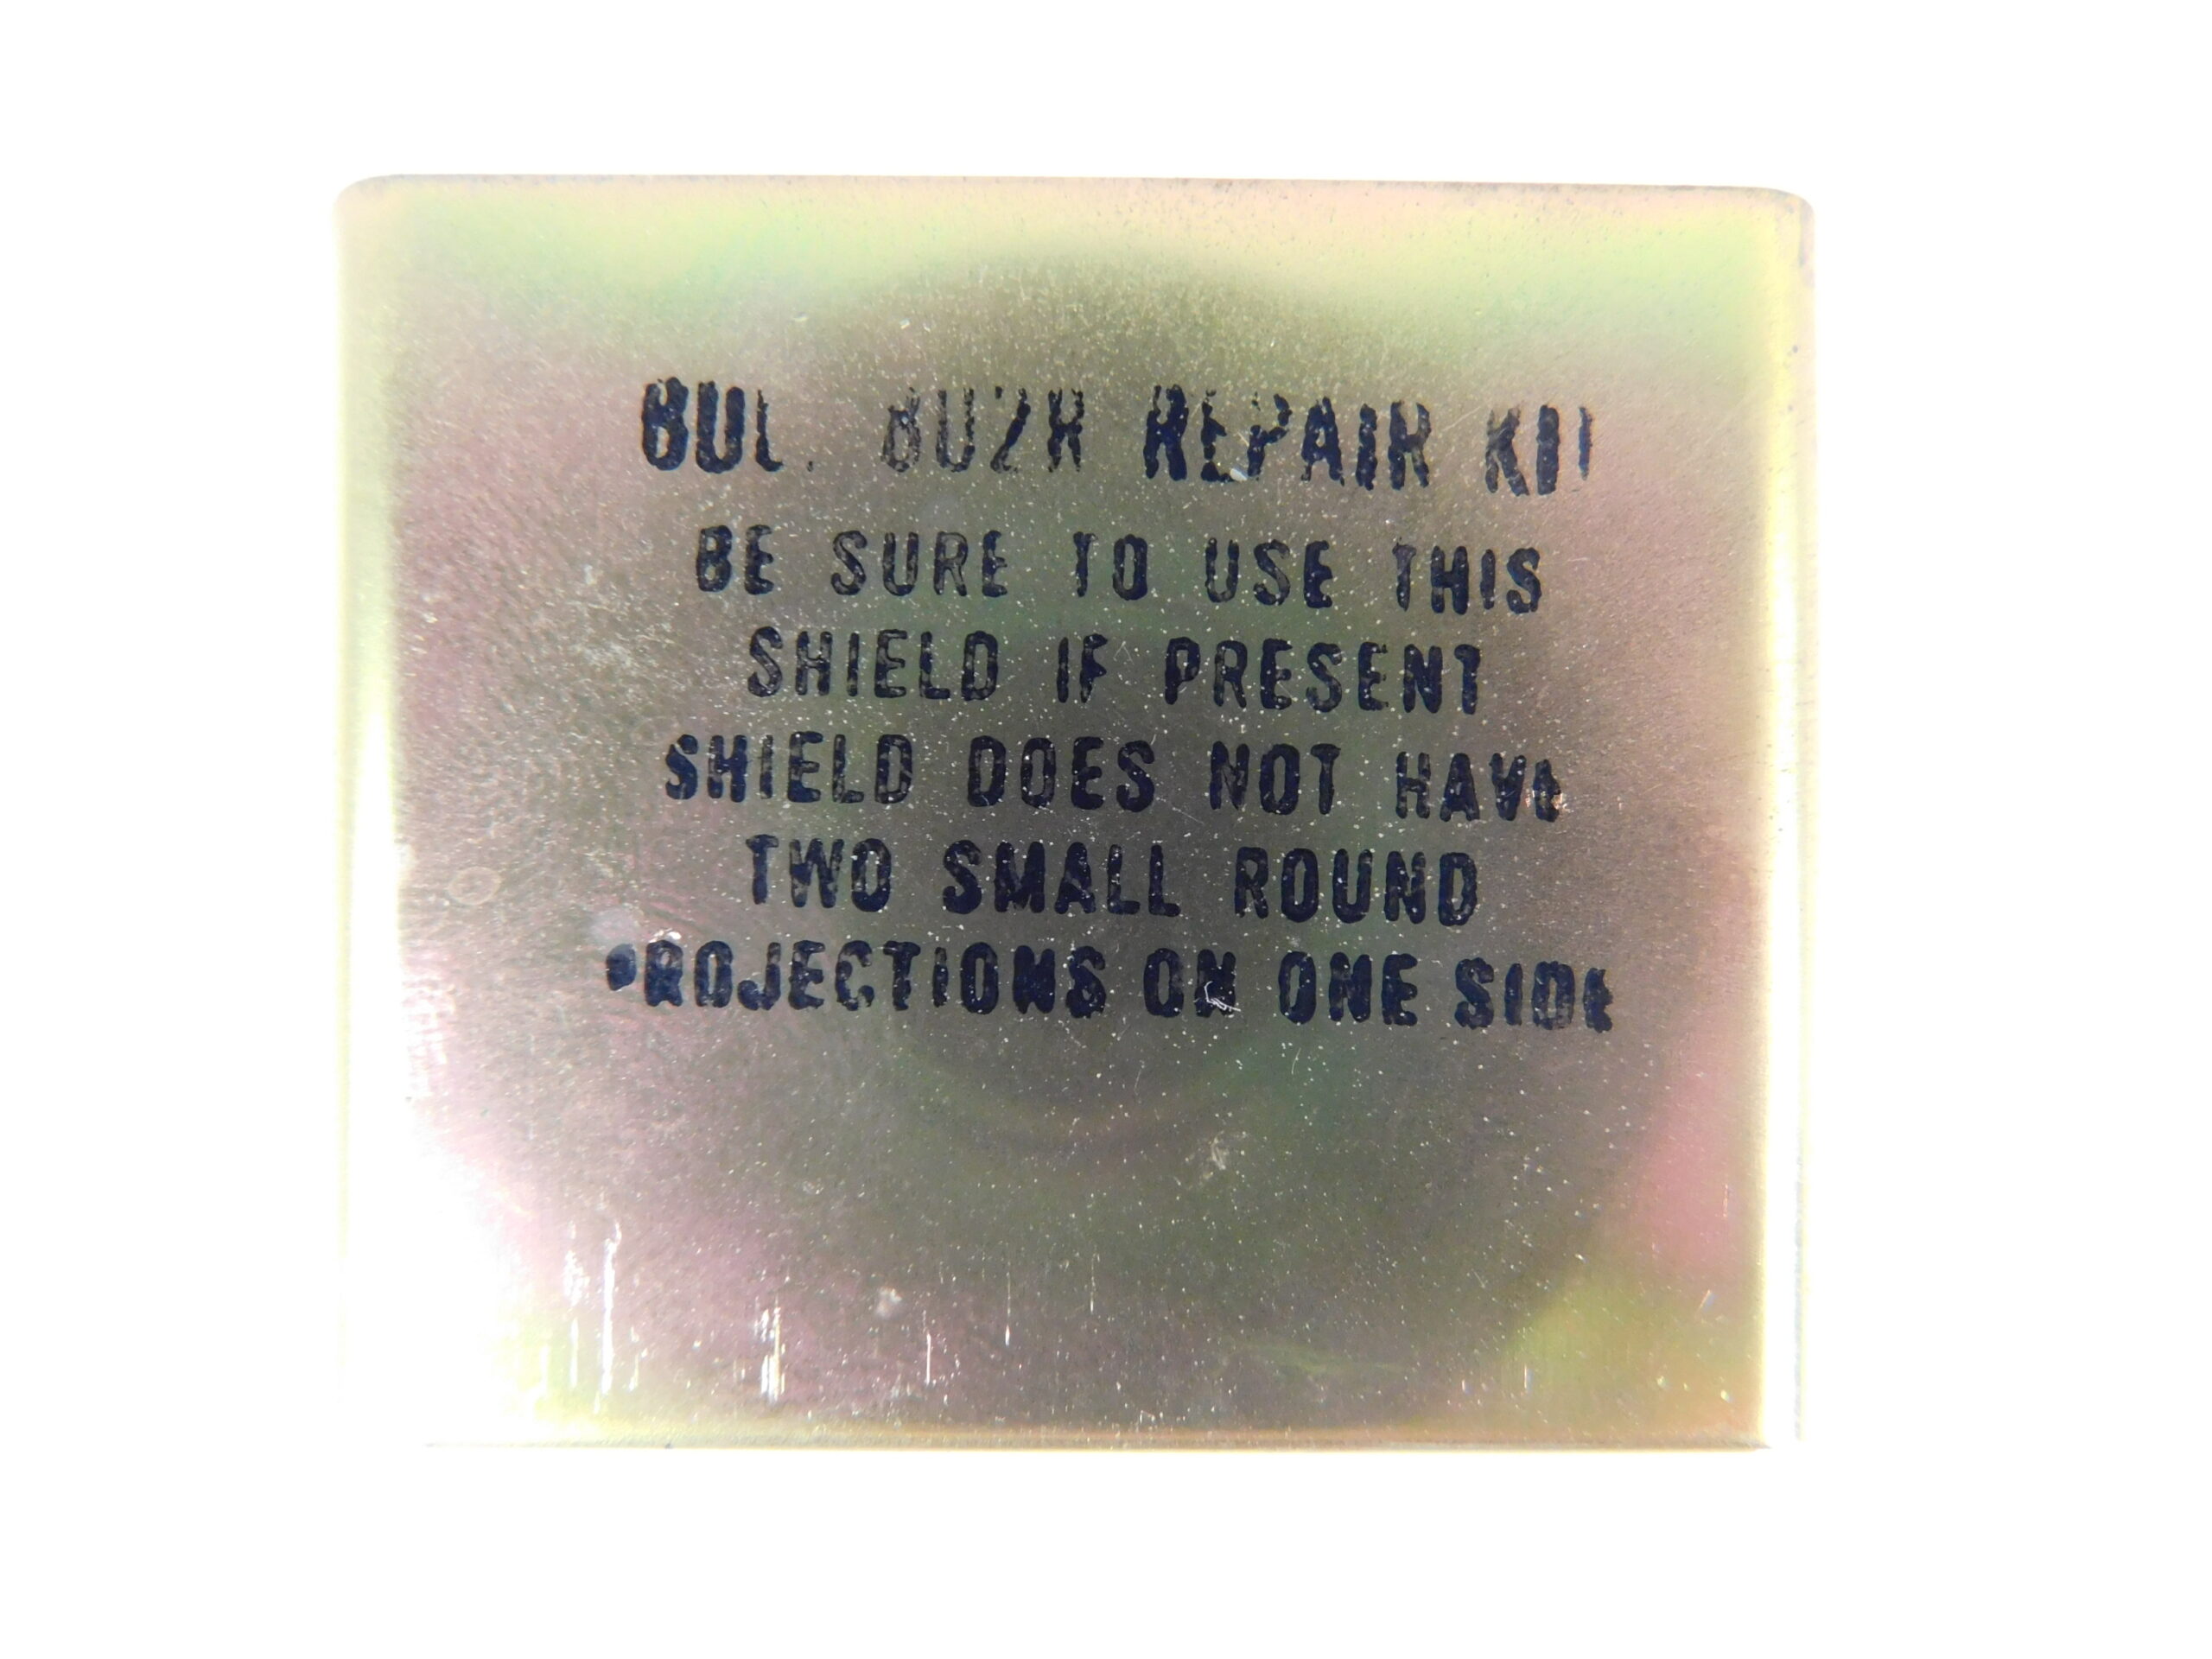 BUL. 802R REPAIR KIT
BE SURE TO USE THIS
SHIELD IF PRESENT
SHIELD DOES NOT HAVE
TWO SMALL ROUND
PROJECTIONS ON ONE SIDE